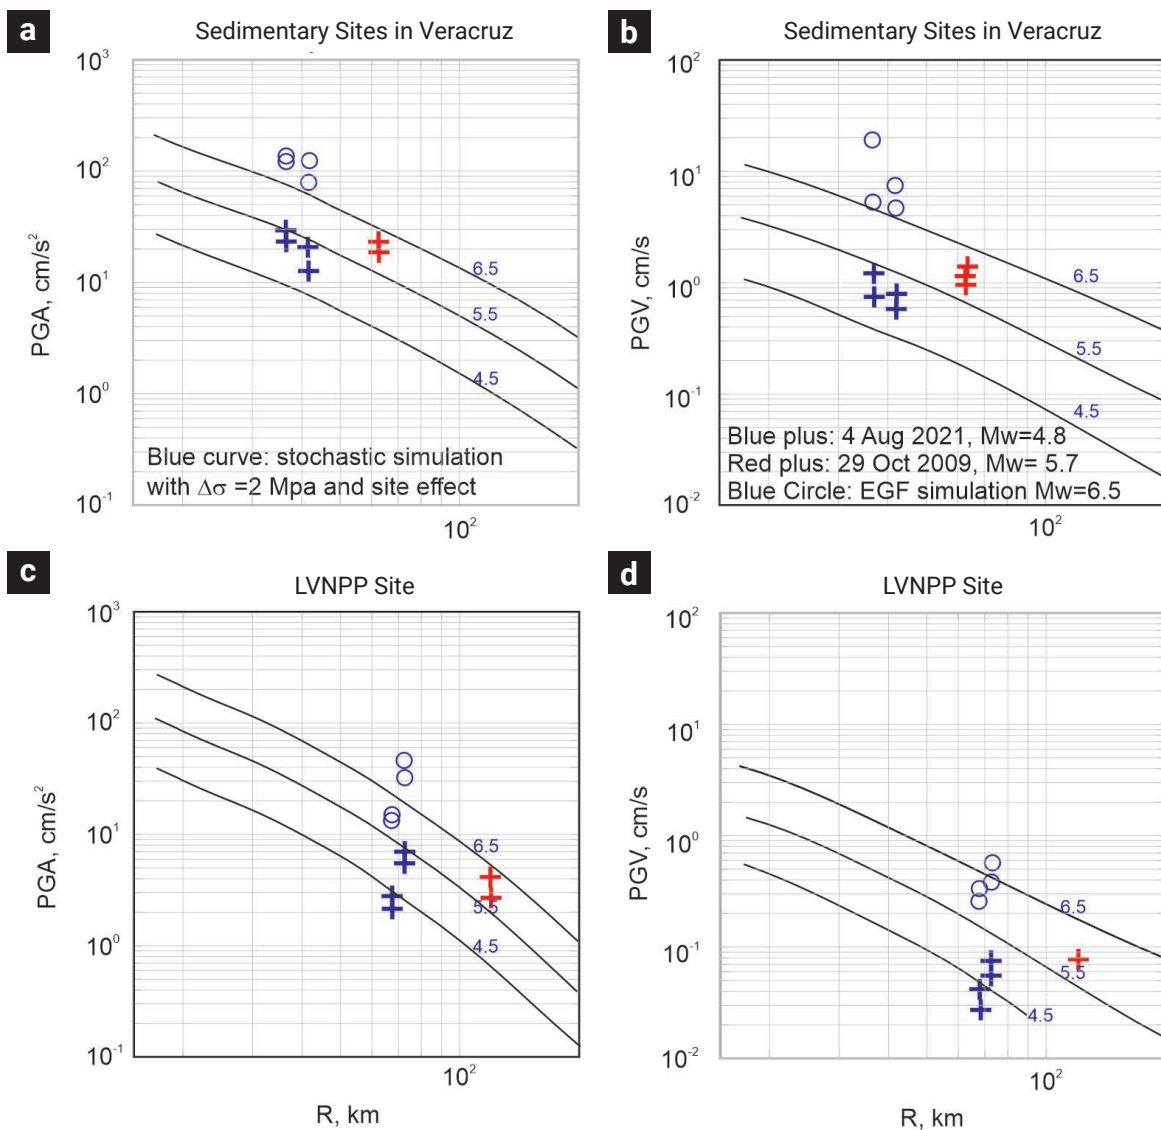 a
Sedimentary Sites in Veracruz
10³
10²
10¹
10⁰
10⁻¹
PGA, cm/s²
6.5
5.5
4.5
Blue curve: stochastic simulation
with Δσ =2 Mpa and site effect
10²
b
Sedimentary Sites in Veracruz
10²
10¹
10⁰
10⁻¹
10⁻²
PGV, cm/s
6.5
5.5
4.5
Blue plus: 4 Aug 2021, Mw=4.8
Red plus: 29 Oct 2009, Mw= 5.7
Blue Circle: EGF simulation Mw=6.5
10²
c
LVNPP Site
10³
10²
10¹
10⁰
10⁻¹
PGA, cm/s²
6.5
5.5
4.5
10²
R, km
d
LVNPP Site
10²
10¹
10⁰
10⁻¹
10⁻²
PGV, cm/s
6.5
5.5
4.5
10²
R, km